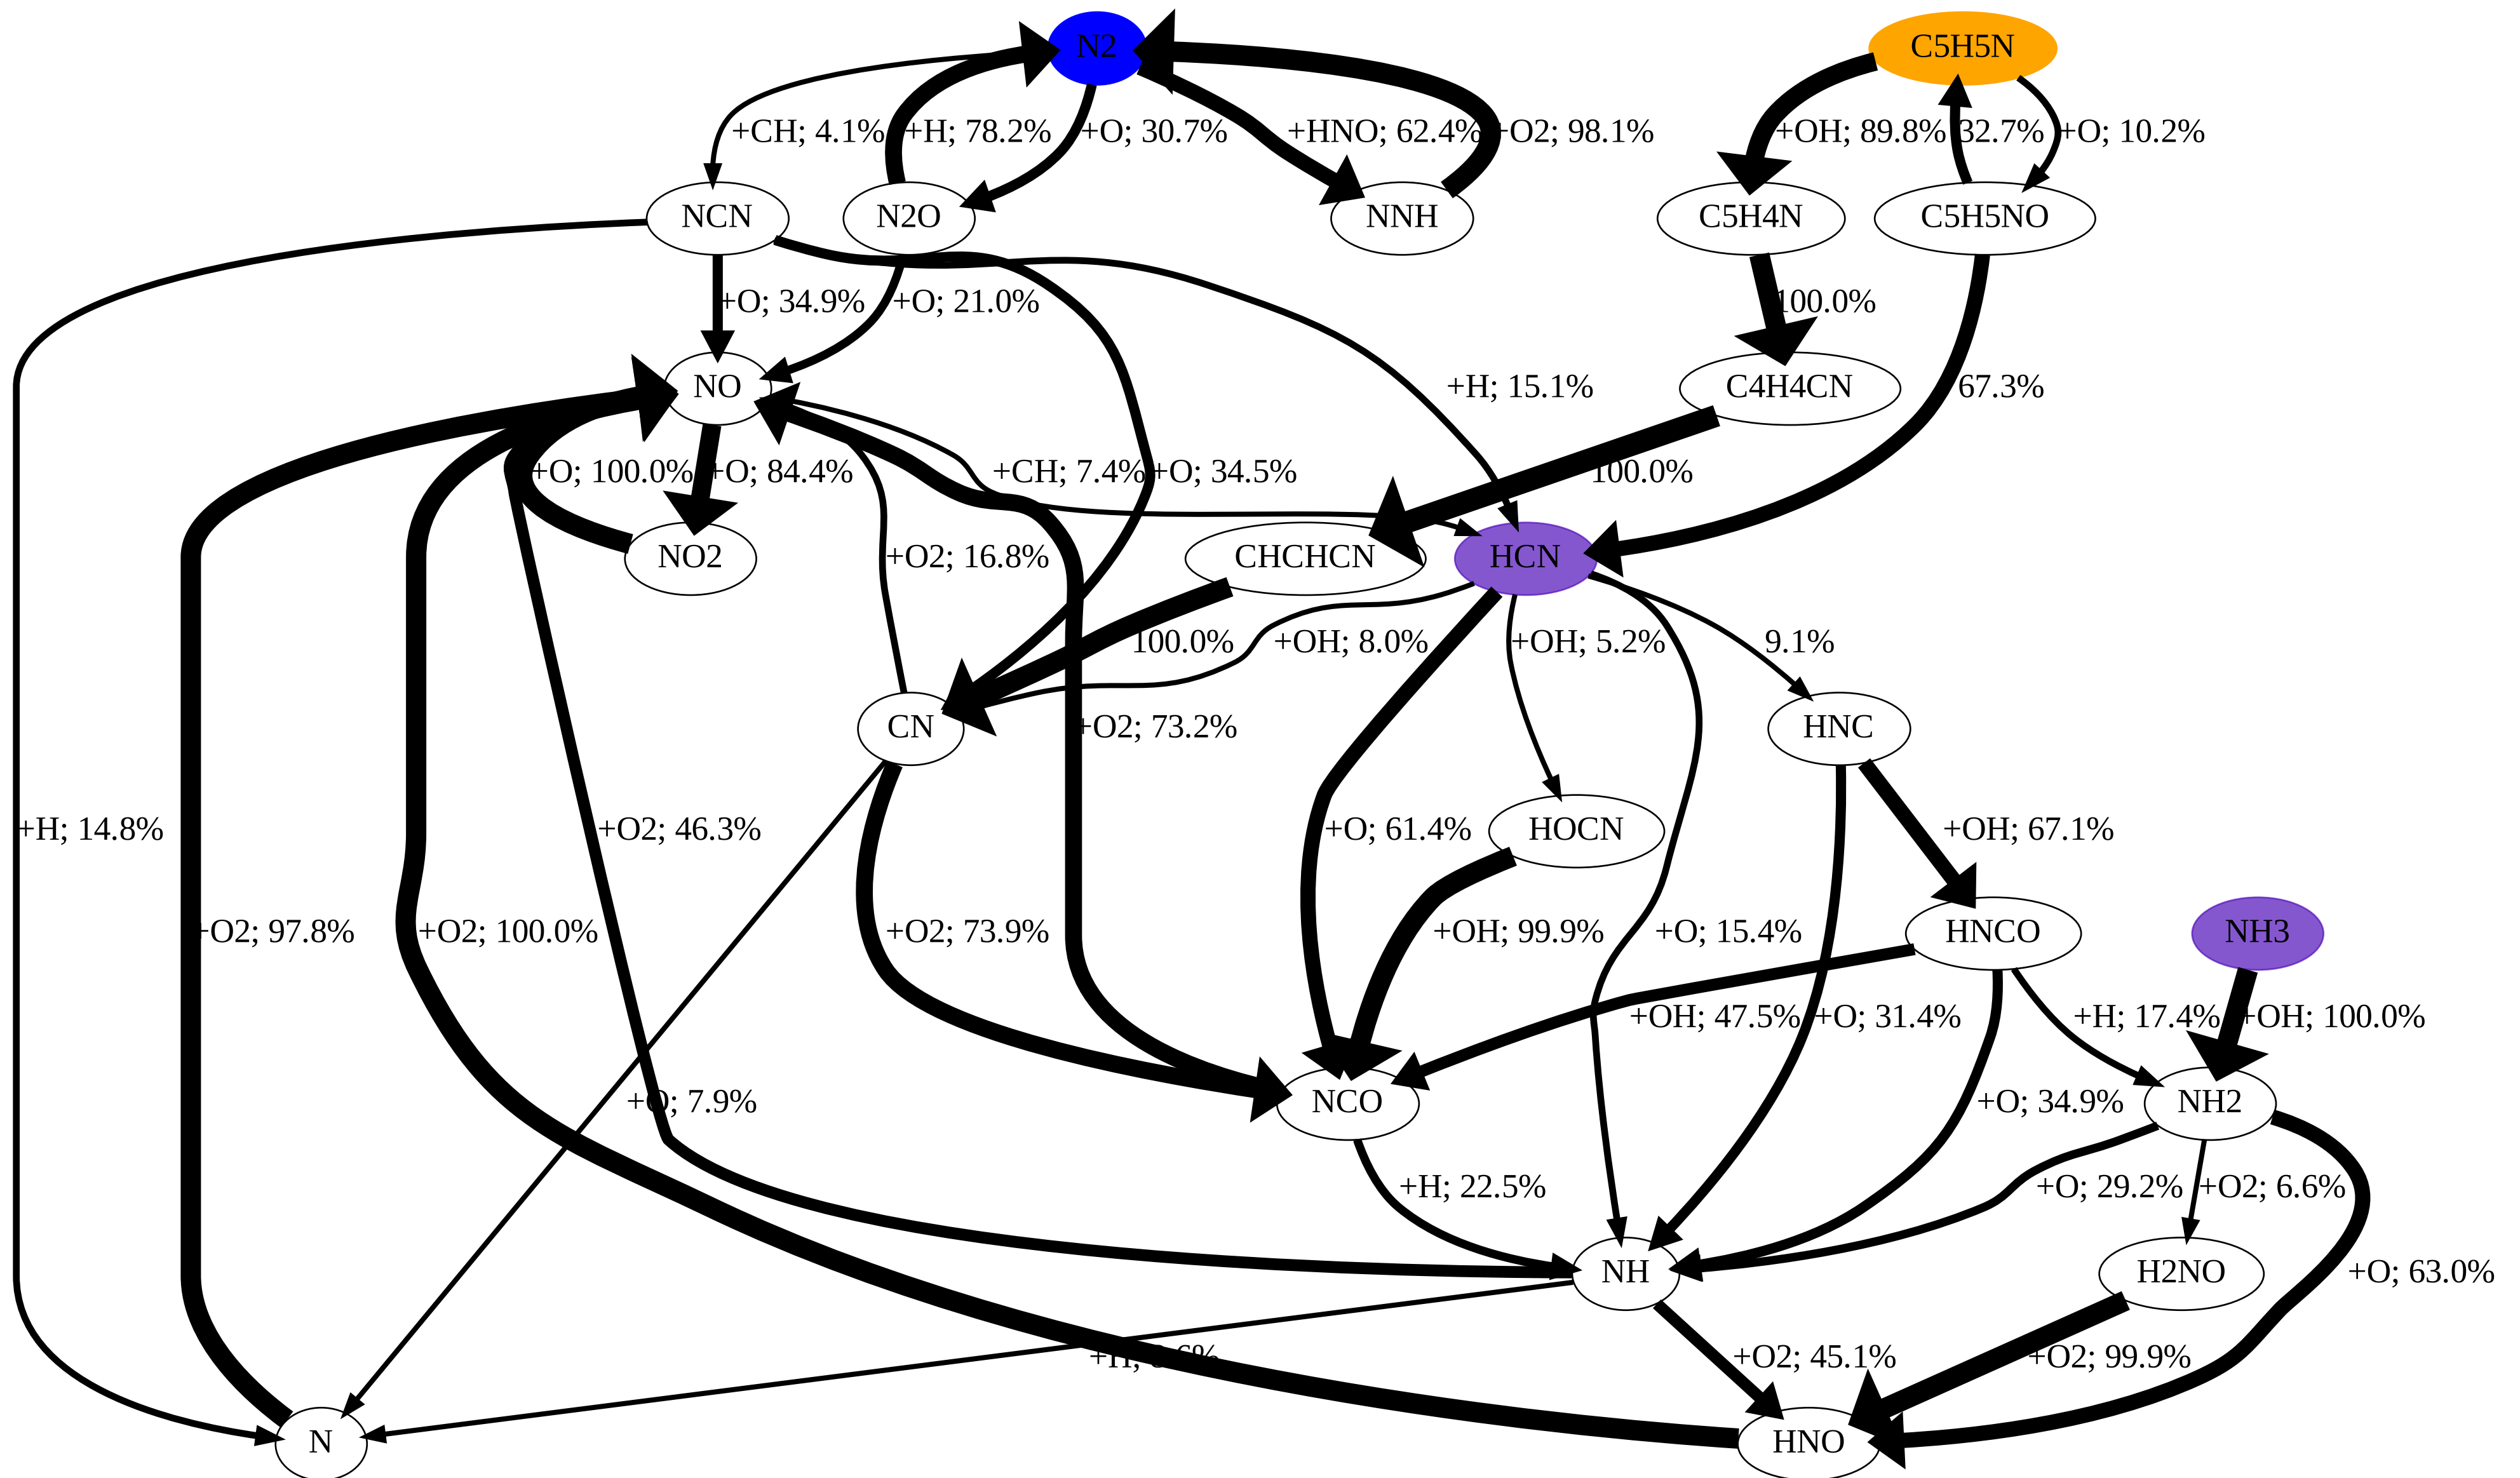 N2
C5H5N
+CH; 4.1%
+H; 78.2%
+O; 30.7%
+HNO; 62.4%
+O2; 98.1%
+OH; 89.8%
32.7%
+O; 10.2%
NCN
N2O
NNH
C5H4N
C5H5NO
+O; 34.9%
+O; 21.0%
100.0%
NO
+H; 15.1%
C4H4CN
67.3%
+O; 100.0%
+O; 84.4%
+CH; 7.4%
+O; 34.5%
100.0%
NO2
+O2; 16.8%
CHCHCN
HCN
100.0%
+OH; 8.0%
+OH; 5.2%
9.1%
CN
+O2; 73.2%
HNC
+H; 14.8%
+O2; 46.3%
+O; 61.4%
HOCN
+OH; 67.1%
+O2; 97.8%
+O2; 100.0%
+O2; 73.9%
+OH; 99.9%
+O; 15.4%
HNCO
NH3
+OH; 47.5%
+O; 31.4%
+H; 17.4%
+OH; 100.0%
+O; 7.9%
NCO
+O; 34.9%
NH2
+H; 22.5%
+O; 29.2%
+O2; 6.6%
NH
H2NO
+O; 63.0%
+O2; 45.1%
+O2; 99.9%
N
HNO